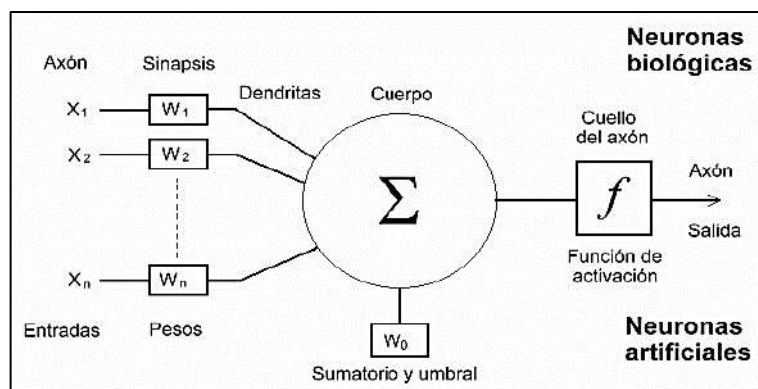 Neuronas
biológicas
Axón
Sinapsis
Dendritas
Cuerpo
Cuello
del axón
X1
W1
X2
W2
Σ
f
Axón
Salida
Función de
activación
Xn
Wn
Entradas
Pesos
W0
Sumatorio y umbral
Neuronas
artificiales